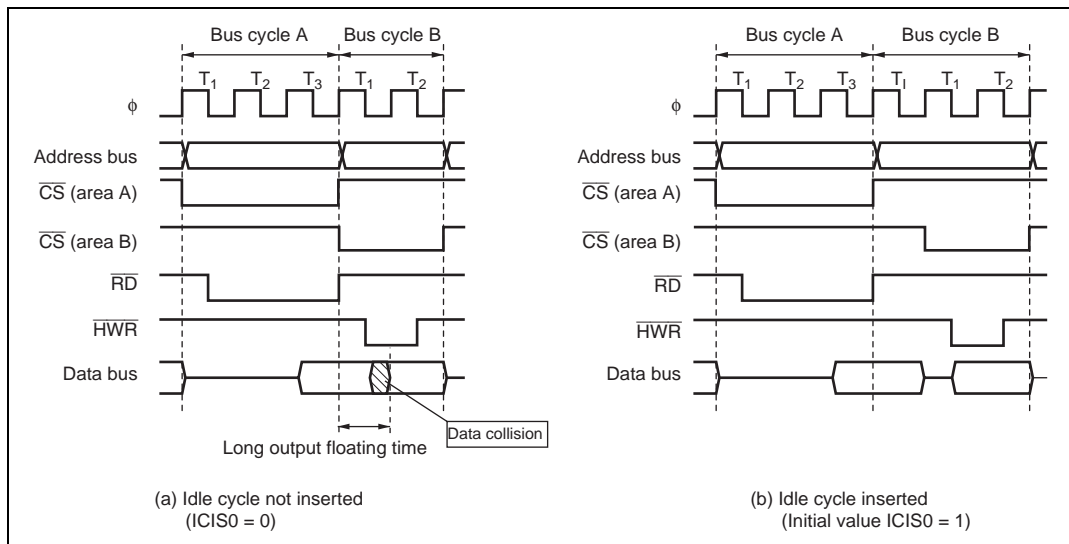 Bus cycle A Bus cycle B
T1 T2 T3 T1 T2
ϕ
Address bus
CS (area A)
CS (area B)
RD
HWR
Data bus
Data collision
Long output floating time
(a) Idle cycle not inserted
(ICIS0 = 0)
Bus cycle A Bus cycle B
T1 T2 T3 TI T1 T2
ϕ
Address bus
CS (area A)
CS (area B)
RD
HWR
Data bus
(b) Idle cycle inserted
(Initial value ICIS0 = 1)